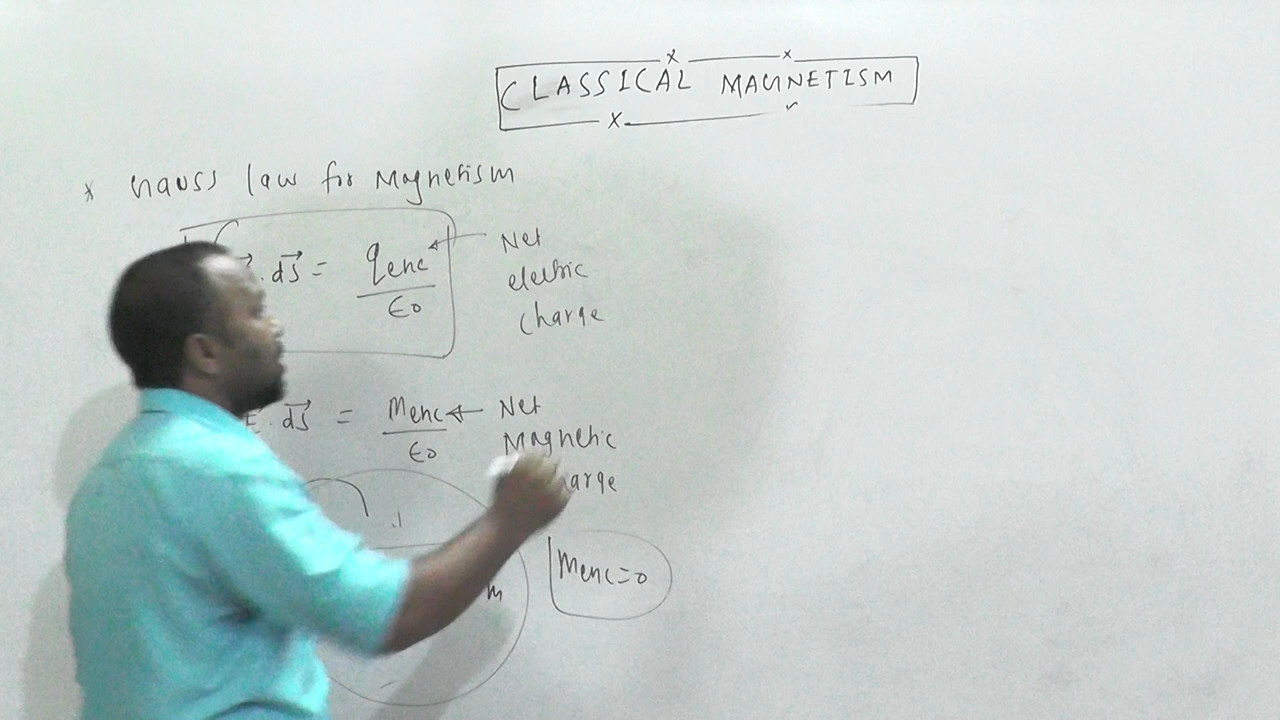 CLASSICAL MAGNETISM
* Gauss law for Magnetism
. dS = qenc / ϵ0 ← Net electric charge
E . dS = Menc / ϵ0 ← Net Magnetic
arge
m
Menc=0